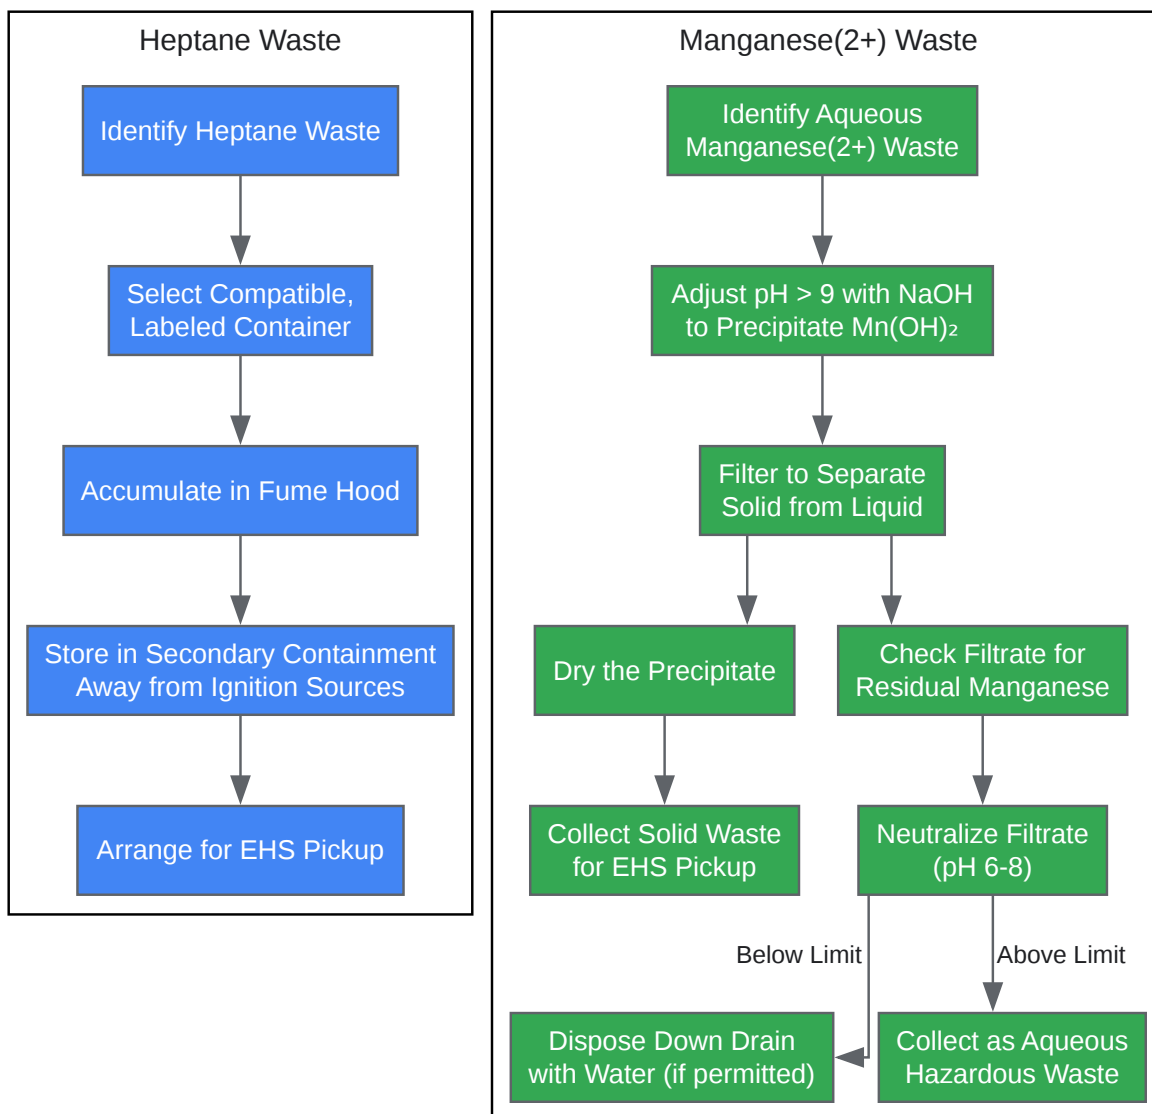 Heptane Waste
Identify Heptane Waste
Select Compatible,
Labeled Container
Accumulate in Fume Hood
Store in Secondary Containment
Away from Ignition Sources
Arrange for EHS Pickup
Manganese(2+) Waste
Identify Aqueous
Manganese(2+) Waste
Adjust pH > 9 with NaOH
to Precipitate Mn(OH)₂
Filter to Separate
Solid from Liquid
Dry the Precipitate
Check Filtrate for
Residual Manganese
Collect Solid Waste
for EHS Pickup
Neutralize Filtrate
(pH 6-8)
Below Limit
Above Limit
Dispose Down Drain
with Water (if permitted)
Collect as Aqueous
Hazardous Waste